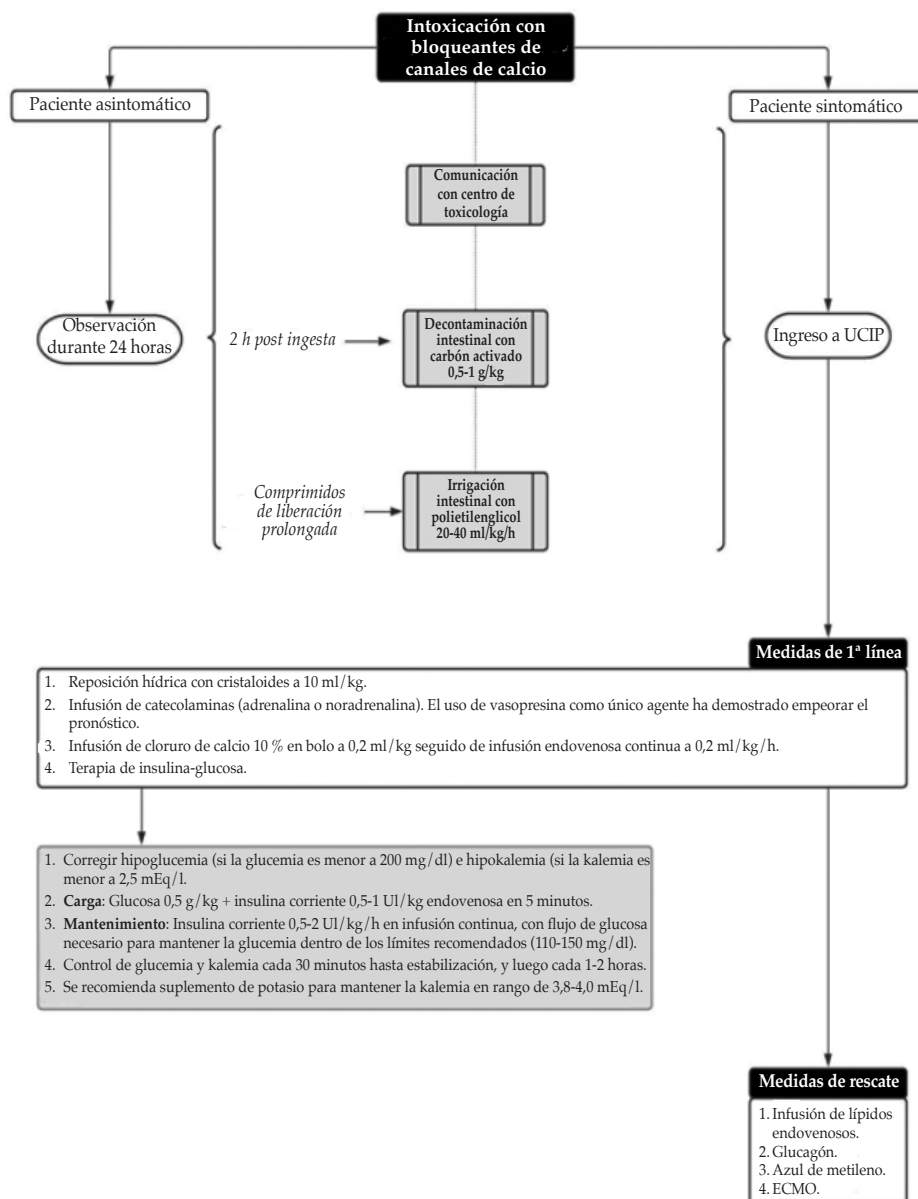 Intoxicación con
bloqueantes de
canales de calcio
Paciente asintomático
Paciente sintomático
Comunicación
con centro de
toxicología
Observación
durante 24 horas
2 h post ingesta
Decontaminación
intestinal con
carbón activado
0,5-1 g/kg
Ingreso a UCIP
Comprimidos
de liberación
prolongada
Irrigación
intestinal con
polietilenglicol
20-40 ml/kg/h
Medidas de 1ª línea
1. Reposición hídrica con cristaloides a 10 ml/kg.
2. Infusión de catecolaminas (adrenalina o noradrenalina). El uso de vasopresina como único agente ha demostrado empeorar el
pronóstico.
3. Infusión de cloruro de calcio 10 % en bolo a 0,2 ml/kg seguido de infusión endovenosa continua a 0,2 ml/kg/h.
4. Terapia de insulina-glucosa.
1. Corregir hipoglucemia (si la glucemia es menor a 200 mg/dl) e hipokalemia (si la kalemia es
menor a 2,5 mEq/l.
2. Carga: Glucosa 0,5 g/kg + insulina corriente 0,5-1 Ul/kg endovenosa en 5 minutos.
3. Mantenimiento: Insulina corriente 0,5-2 Ul/kg/h en infusión continua, con flujo de glucosa
necesario para mantener la glucemia dentro de los límites recomendados (110-150 mg/dl).
4. Control de glucemia y kalemia cada 30 minutos hasta estabilización, y luego cada 1-2 horas.
5. Se recomienda suplemento de potasio para mantener la kalemia en rango de 3,8-4,0 mEq/l.
Medidas de rescate
1. Infusión de lípidos
endovenosos.
2. Glucagón.
3. Azul de metileno.
4. ECMO.